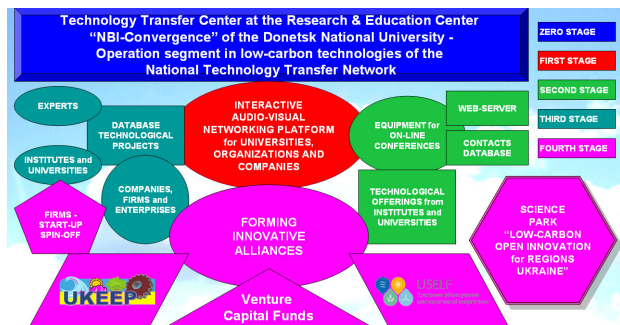 Technology Transfer Center at the Research & Education Center
“NBI-Convergence” of the Donetsk National University -
Operation segment in low-carbon technologies of the
National Technology Transfer Network
ZERO STAGE
FIRST STAGE
SECOND STAGE
THIRD STAGE
FOURTH STAGE
EXPERTS
DATABASE
TECHNOLOGICAL
PROJECTS
INSTITUTES and
UNIVERSITIES
COMPANIES,
FIRMS and
ENTERPRISES
FIRMS -
START-UP
SPIN-OFF
INTERACTIVE
AUDIO-VISUAL
NETWORKING PLATFORM
for UNIVERSITIES,
ORGANIZATIONS AND
COMPANIES
EQUIPMENT for
ON-LINE
CONFERENCES
WEB-SERVER
CONTACTS
DATABASE
TECHNOLOGICAL
OFFERINGS from
INSTITUTES and
UNIVERSITIES
FORMING
INNOVATIVE
ALLIANCES
SCIENCE
PARK
“LOW-CARBON
OPEN INNOVATION
for REGIONS
UKRAINE”
UKEEP
USELF
Venture
Capital Funds